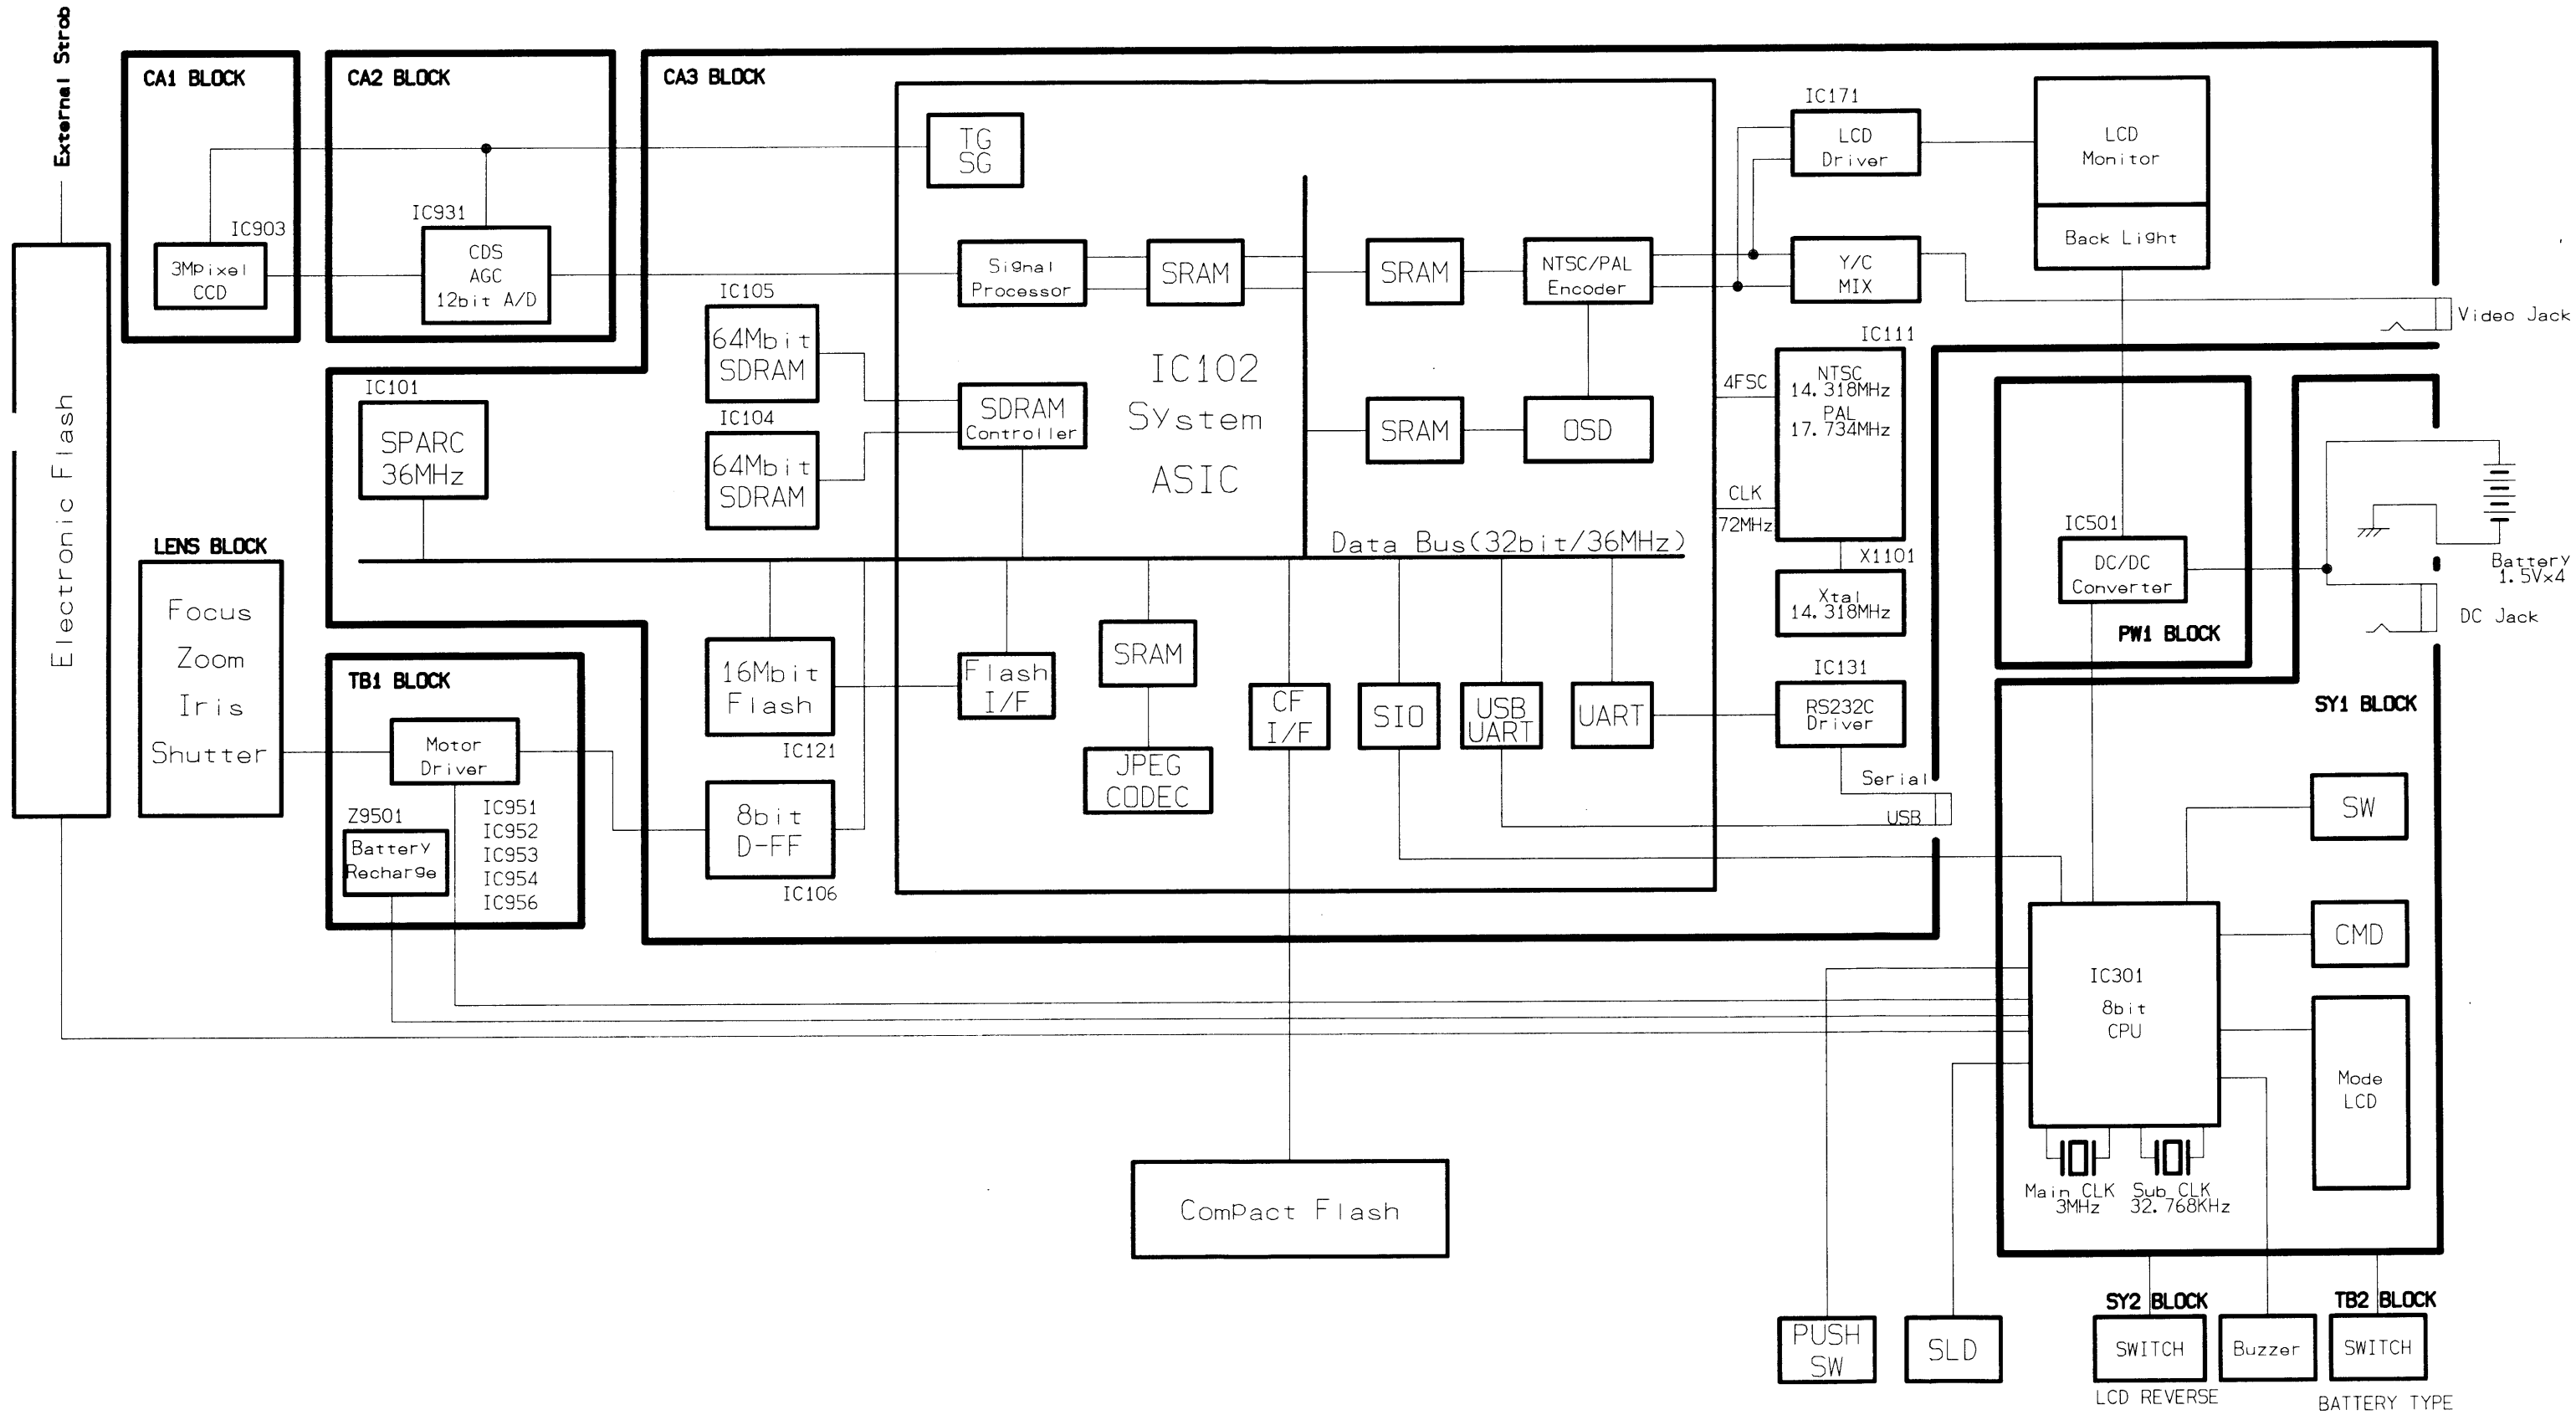 External Strob
Electronic Flash
CA1 BLOCK
IC903
3Mpixel
CCD
CA2 BLOCK
IC931
CDS
AGC
12bit A/D
CA3 BLOCK
TG
SG
Signal
Processor
SRAM
SRAM
NTSC/PAL
Encoder
IC171
LCD
Driver
LCD
Monitor
Back Light
Y/C
MIX
Video Jack
IC105
64Mbit
SDRAM
IC104
64Mbit
SDRAM
IC101
SPARC
36MHz
SDRAM
Controller
IC102
System
ASIC
SRAM
OSD
4FSC
CLK
72MHz
IC111
NTSC
14.318MHz
PAL
17.734MHz
X1101
Xtal
14.318MHz
Data Bus(32bit/36MHz)
IC501
DC/DC
Converter
PW1 BLOCK
Battery
1.5Vx4
DC Jack
LENS BLOCK
Focus
Zoom
Iris
Shutter
TB1 BLOCK
Motor
Driver
Z9501
Battery
Recharge
IC951
IC952
IC953
IC954
IC956
16Mbit
Flash
IC121
8bit
D-FF
IC106
Flash
I/F
SRAM
JPEG
CODEC
CF
I/F
SIO
USB
UART
UART
IC131
RS232C
Driver
Serial
USB
SY1 BLOCK
SW
CMD
IC301
8bit
CPU
Mode
LCD
Main CLK
3MHz
Sub CLK
32.768KHz
ComPact Flash
PUSH
SW
SLD
SY2 BLOCK
SWITCH
LCD REVERSE
Buzzer
TB2 BLOCK
SWITCH
BATTERY TYPE